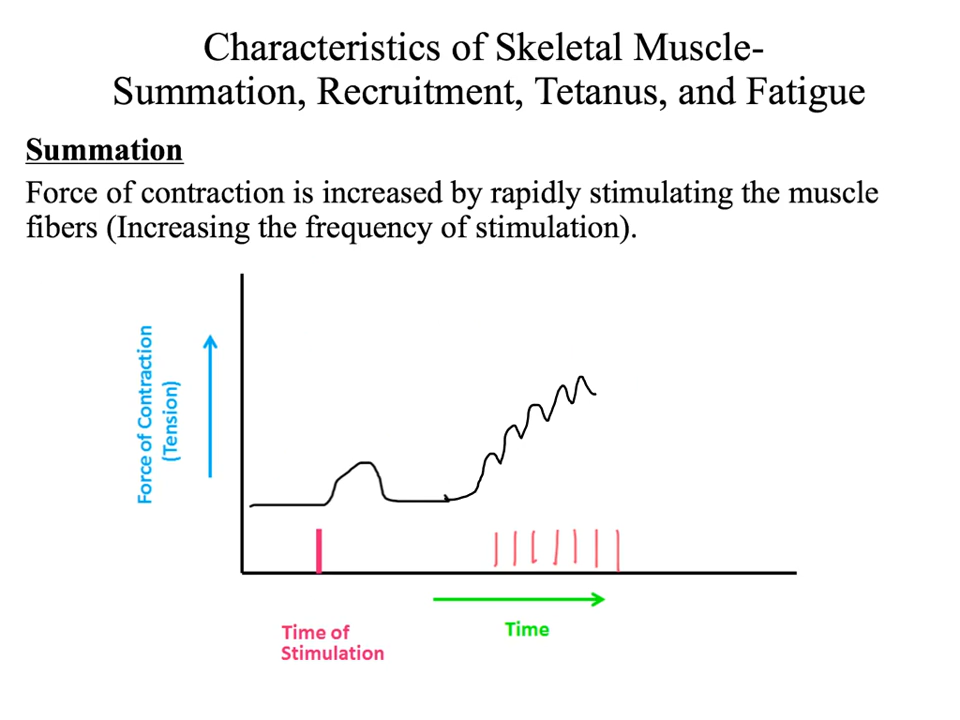 Characteristics of Skeletal Muscle-
Summation, Recruitment, Tetanus, and Fatigue
Summation
Force of contraction is increased by rapidly stimulating the muscle
fibers (Increasing the frequency of stimulation).
Force of Contraction
(Tension)
Time of
Stimulation
Time